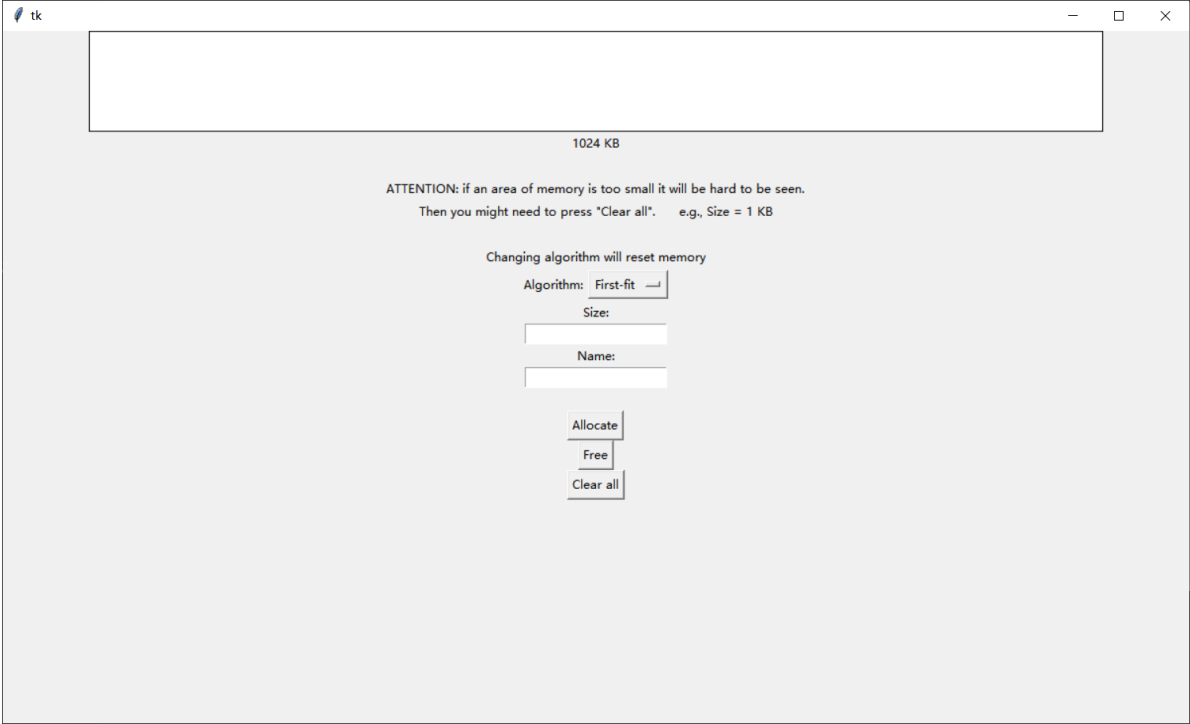 tk
1024 KB
ATTENTION: if an area of memory is too small it will be hard to be seen.
Then you might need to press "Clear all".      e.g., Size = 1 KB
Changing algorithm will reset memory
Algorithm: First-fit
Size:
Name:
Allocate
Free
Clear all